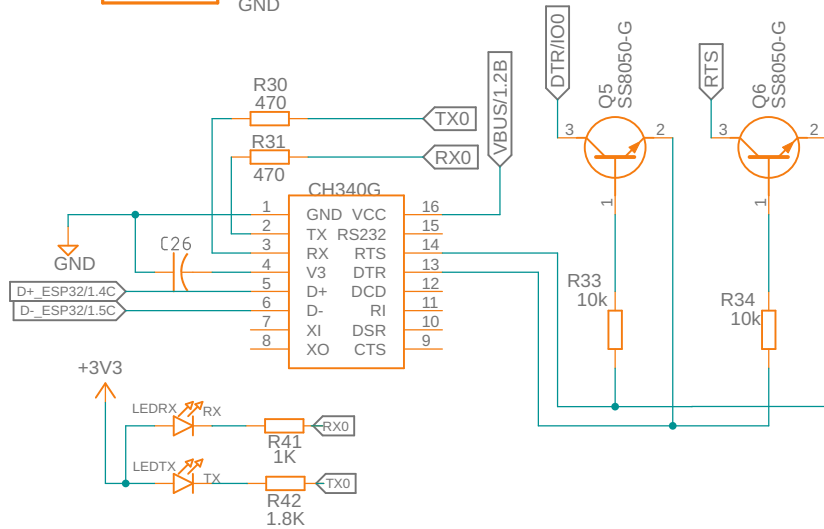 GND
DTR/IO0
Q5
SS8050-G
RTS
Q6
SS8050-G
R30
470
TX0
VBUS/1.2B
R31
470
RX0
3
2
3
2
1
1
CH340G
1 GND VCC 16
2 TX RS232 15
3 RX RTS 14
4 V3 DTR 13
5 D+ DCD 12
6 D- RI 11
7 XI DSR 10
8 XO CTS 9
GND
C26
D+_ESP32/1.4C
D-_ESP32/1.5C
R33
10k
R34
10k
+3V3
LEDRX
RX
R41
1K
RX0
LEDTX
TX
R42
1.8K
TX0